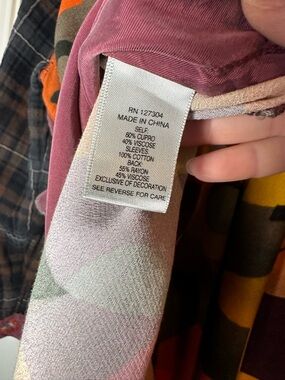 RN 127304
MADE IN CHINA
SELF:
60% CUPRO
40% VISCOSE
SLEEVES:
100% COTTON
BACK:
55% RAYON
45% VISCOSE
EXCLUSIVE OF DECORATION
SEE REVERSE FOR CARE